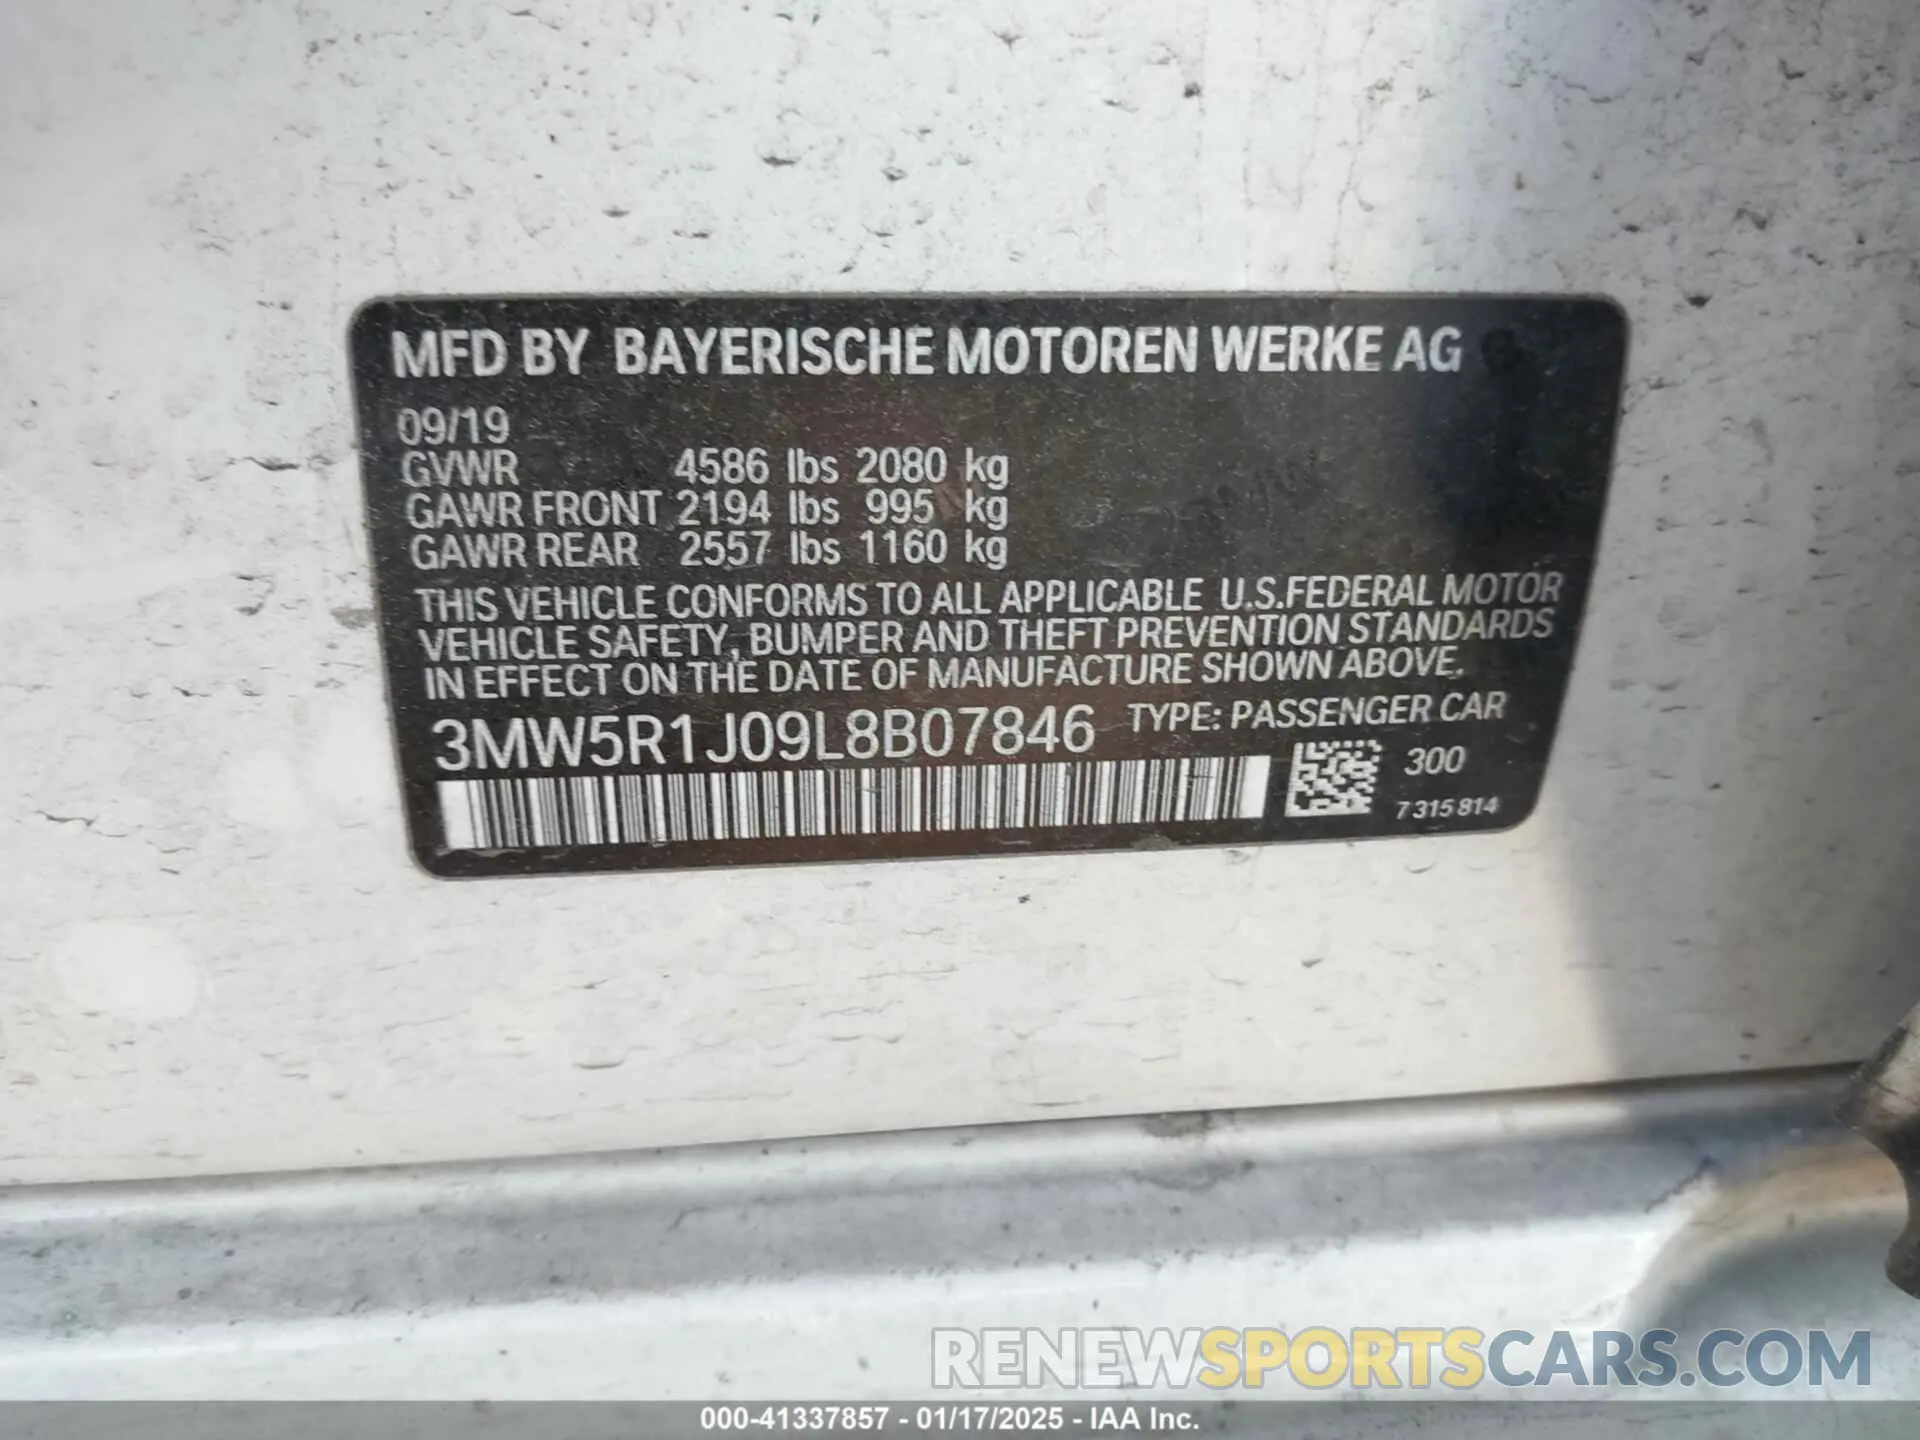 MFD BY BAYERISCHE MOTOREN WERKE AG
09/19
GVWR 4586 lbs 2080 kg
GAWR FRONT 2194 lbs 995 kg
GAWR REAR 2557 lbs 1160 kg
THIS VEHICLE CONFORMS TO ALL APPLICABLE U.S.FEDERAL MOTOR
VEHICLE SAFETY, BUMPER AND THEFT PREVENTION STANDARDS
IN EFFECT ON THE DATE OF MANUFACTURE SHOWN ABOVE.
3MW5R1J09L8B07846 TYPE: PASSENGER CAR
300
7 315 814
RENEWSPORTSCARS.COM
000-41337857 - 01/17/2025 - IAA Inc.